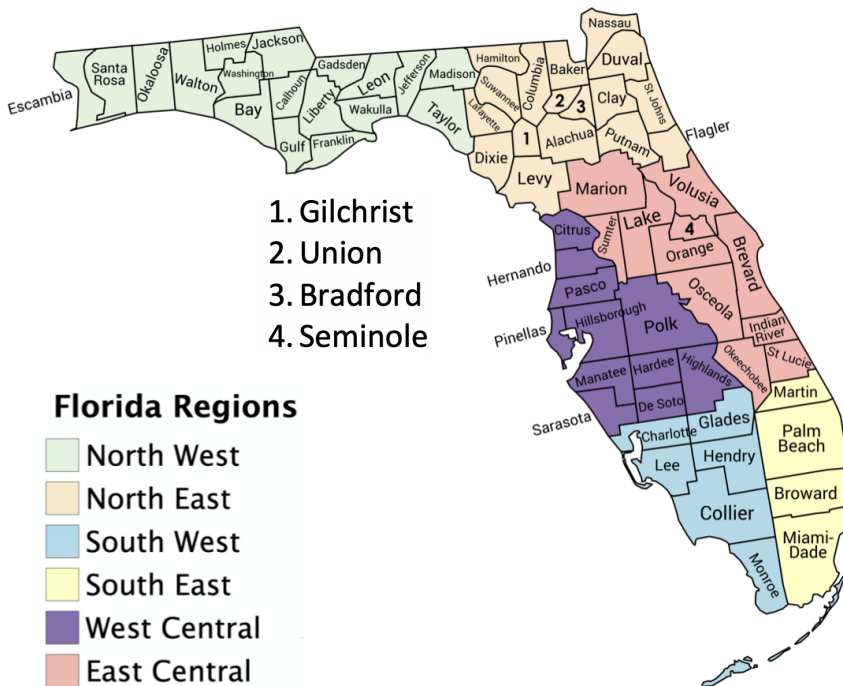 Nassau
Holmes
Jackson
Santa
Rosa
Okaloosa
Walton
Washington
Gadsden
Leon
Jefferson
Madison
Hamilton
Columbia
Baker
Duval
Escambia
Bay
Calhoun
Liberty
Wakulla
Taylor
Suwannee
Lafayette
2
3
Clay
St Johns
Gulf
Franklin
Dixie
1
Alachua
Putnam
Flagler
Levy
Marion
Volusia
1. Gilchrist
2. Union
3. Bradford
4. Seminole
Citrus
Sumter
Lake
4
Orange
Brevard
Hernando
Pasco
Osceola
Pinellas
Hillsborough
Polk
Indian
River
Manatee
Hardee
Highlands
Okeechobee
St Lucie
Sarasota
De Soto
Martin
Charlotte
Glades
Palm
Beach
Lee
Hendry
Broward
Collier
Miami-
Dade
Monroe
Florida Regions
North West
North East
South West
South East
West Central
East Central